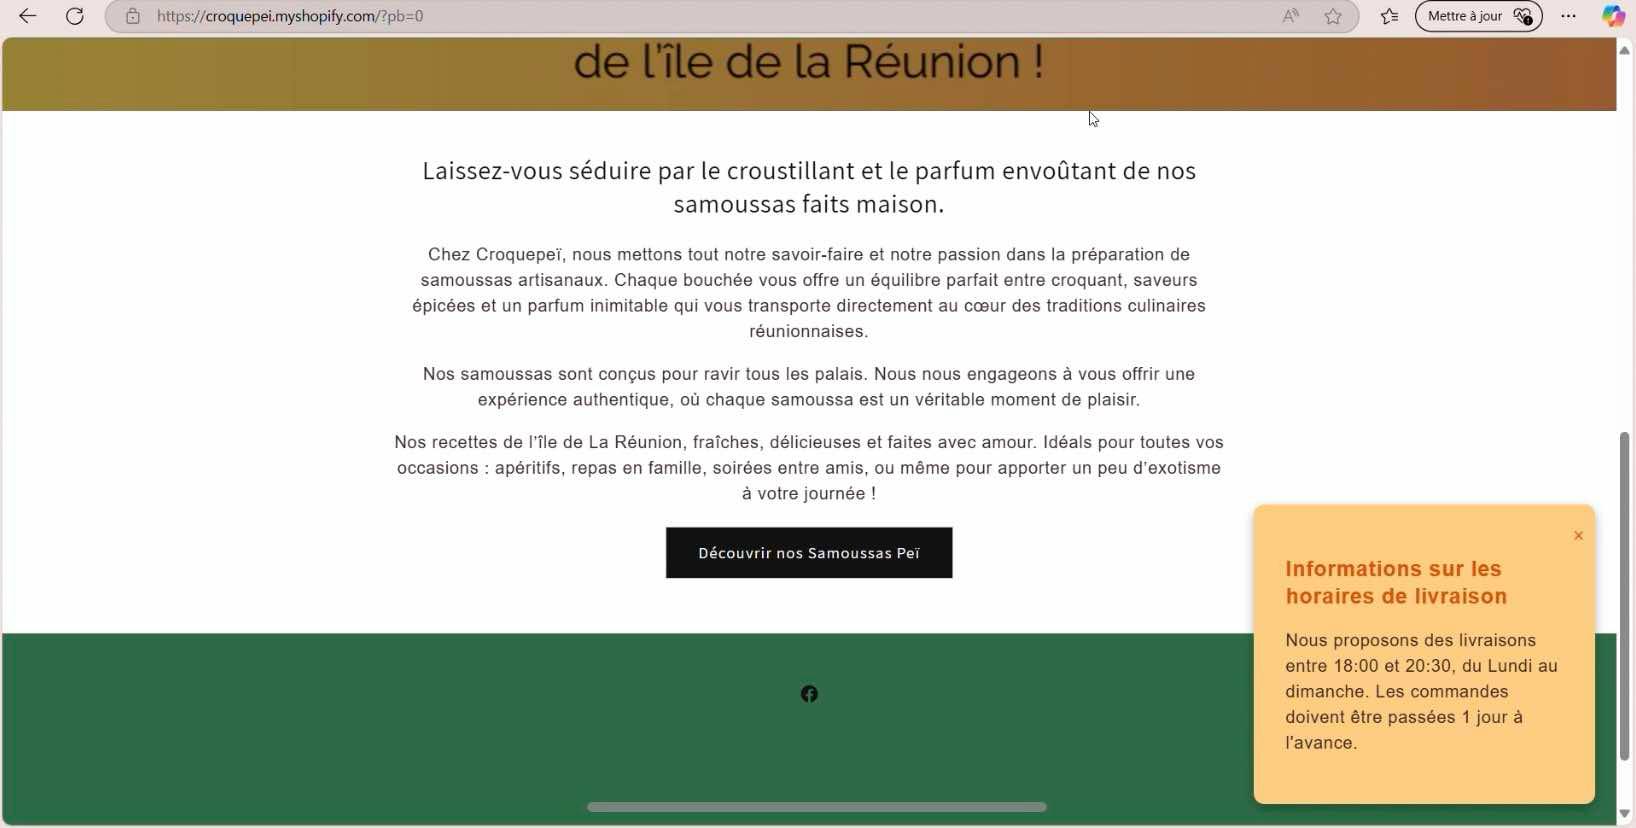 https://croquepei.myshopify.com/?pb=0
Mettre à jour
de l'île de la Réunion !
Laissez-vous séduire par le croustillant et le parfum envoûtant de nos
samoussas faits maison.
Chez Croquepeï, nous mettons tout notre savoir-faire et notre passion dans la préparation de
samoussas artisanaux. Chaque bouchée vous offre un équilibre parfait entre croquant, saveurs
épicées et un parfum inimitable qui vous transporte directement au cœur des traditions culinaires
réunionnaises.
Nos samoussas sont conçus pour ravir tous les palais. Nous nous engageons à vous offrir une
expérience authentique, où chaque samoussa est un véritable moment de plaisir.
Nos recettes de l'île de La Réunion, fraîches, délicieuses et faites avec amour. Idéals pour toutes vos
occasions : apéritifs, repas en famille, soirées entre amis, ou même pour apporter un peu d'exotisme
à votre journée !
Découvrir nos Samoussas Peï
×
Informations sur les
horaires de livraison
Nous proposons des livraisons
entre 18:00 et 20:30, du Lundi au
dimanche. Les commandes
doivent être passées 1 jour à
l'avance.